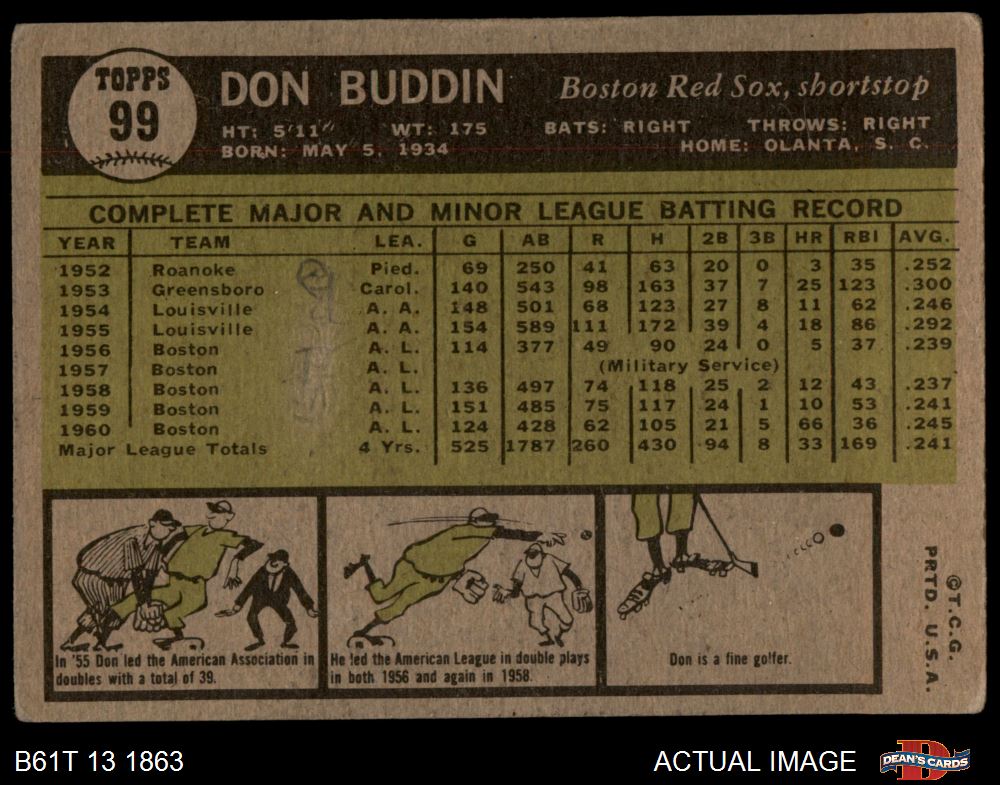 TOPPS
99
DON BUDDIN Boston Red Sox, shortstop
HT: 5'11" WT: 175 BATS: RIGHT THROWS: RIGHT
BORN: MAY 5, 1934 HOME: OLANTA, S. C.
COMPLETE MAJOR AND MINOR LEAGUE BATTING RECORD
YEAR TEAM LEA. G AB R H 2B 3B HR RBI AVG.
1952 Roanoke Pied. 69 250 41 63 20 0 3 35 .252
1953 Greensboro Carol. 140 543 98 163 37 7 25 123 .300
1954 Louisville A. A. 148 501 68 123 27 8 11 62 .246
1955 Louisville A. A. 154 589 111 172 39 4 18 86 .292
1956 Boston A. L. 114 377 49 90 24 0 5 37 .239
1957 Boston A. L. (Military Service)
1958 Boston A. L. 136 497 74 118 25 2 12 43 .237
1959 Boston A. L. 151 485 75 117 24 1 10 53 .241
1960 Boston A. L. 124 428 62 105 21 5 66 36 .245
Major League Totals 4 Yrs. 525 1787 260 430 94 8 33 169 .241
In '55 Don led the American Association in
doubles with a total of 39.
He led the American League in double plays
in both 1956 and again in 1958.
Don is a fine golfer.
©T.C.G.
PRTD. U.S.A.
B61T 13 1863 ACTUAL IMAGE
DEAN'S CARDS